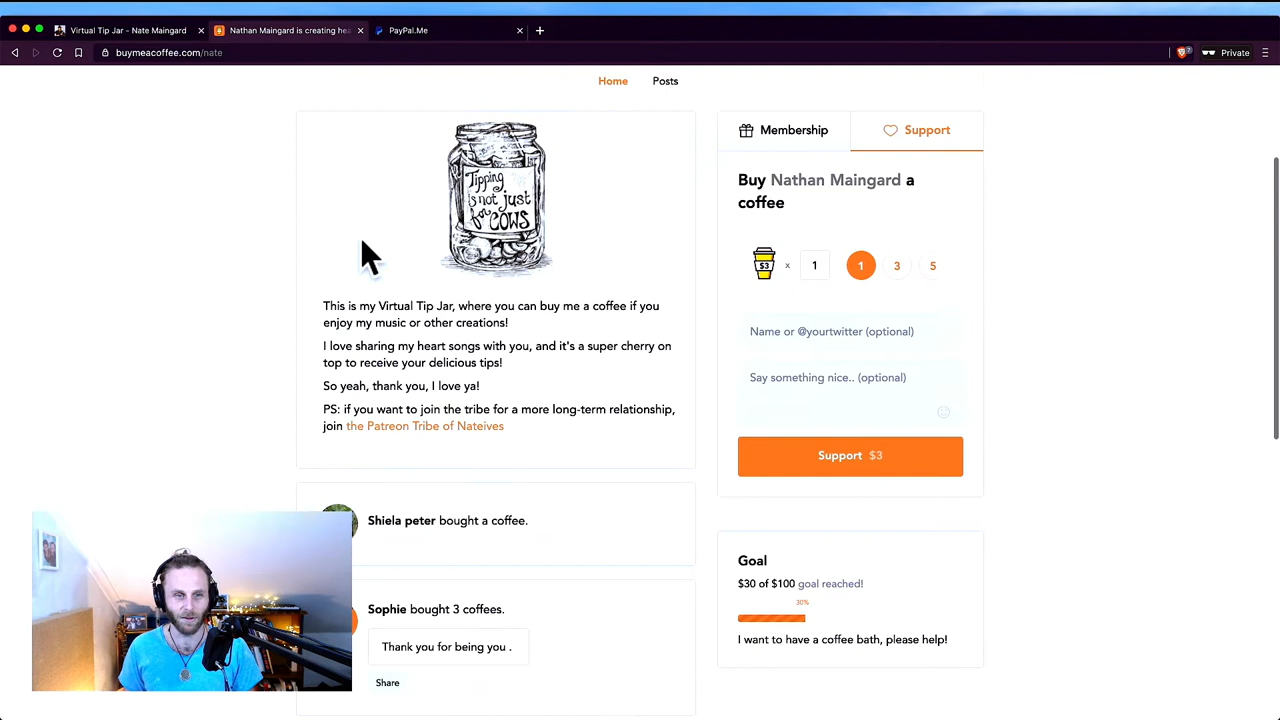 Virtual Tip Jar - Nate Maingard
Nathan Maingard is creating hea
PayPal.Me
buymeacoffee.com/nate
7
Private
Home
Posts
Tipping
is not just
for COWS
This is my Virtual Tip Jar, where you can buy me a coffee if you
enjoy my music or other creations!
I love sharing my heart songs with you, and it's a super cherry on
top to receive your delicious tips!
So yeah, thank you, I love ya!
PS: if you want to join the tribe for a more long-term relationship,
join the Patreon Tribe of Nateives
Shiela peter bought a coffee.
Sophie bought 3 coffees.
Thank you for being you .
Share
Membership
Support
Buy Nathan Maingard a
coffee
$3 x 1 1 3 5
Name or @yourtwitter (optional)
Say something nice.. (optional)
Support $3
Goal
$30 of $100 goal reached!
30%
I want to have a coffee bath, please help!